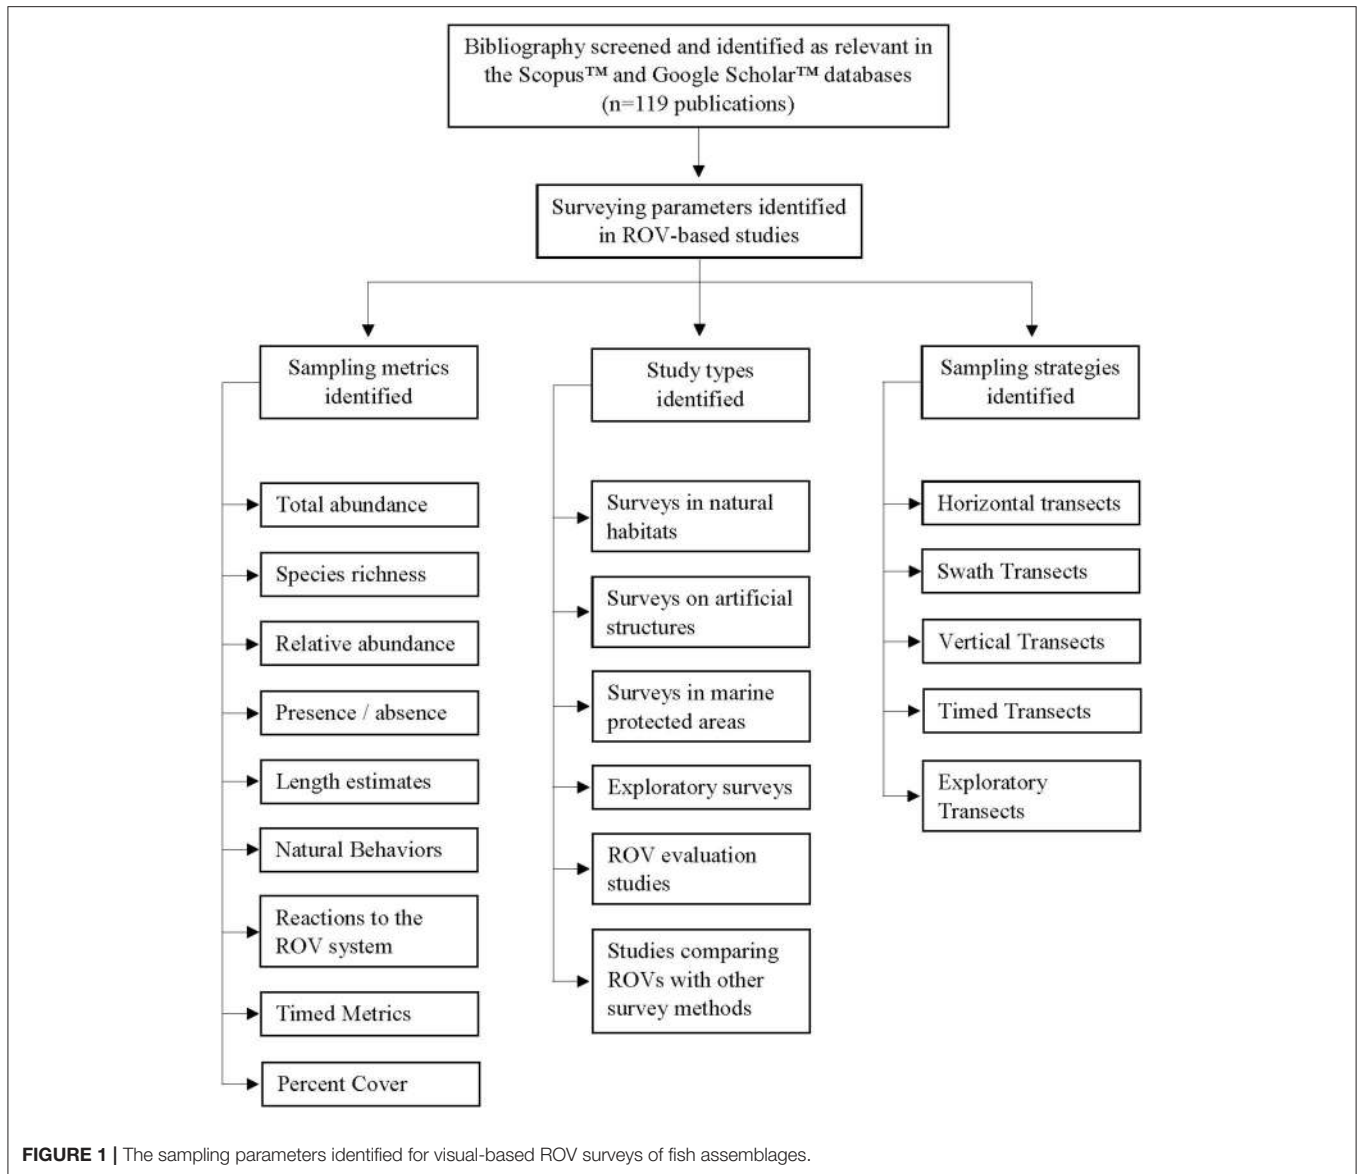 Bibliography screened and identified as relevant in
the Scopus™ and Google Scholar™ databases
(n=119 publications)
Surveying parameters identified
in ROV-based studies
Sampling metrics
identified
Total abundance
Species richness
Relative abundance
Presence / absence
Length estimates
Natural Behaviors
Reactions to the
ROV system
Timed Metrics
Percent Cover
Study types
identified
Surveys in natural
habitats
Surveys on artificial
structures
Surveys in marine
protected areas
Exploratory surveys
ROV evaluation
studies
Studies comparing
ROVs with other
survey methods
Sampling strategies
identified
Horizontal transects
Swath Transects
Vertical Transects
Timed Transects
Exploratory
Transects
FIGURE 1 | The sampling parameters identified for visual-based ROV surveys of fish assemblages.